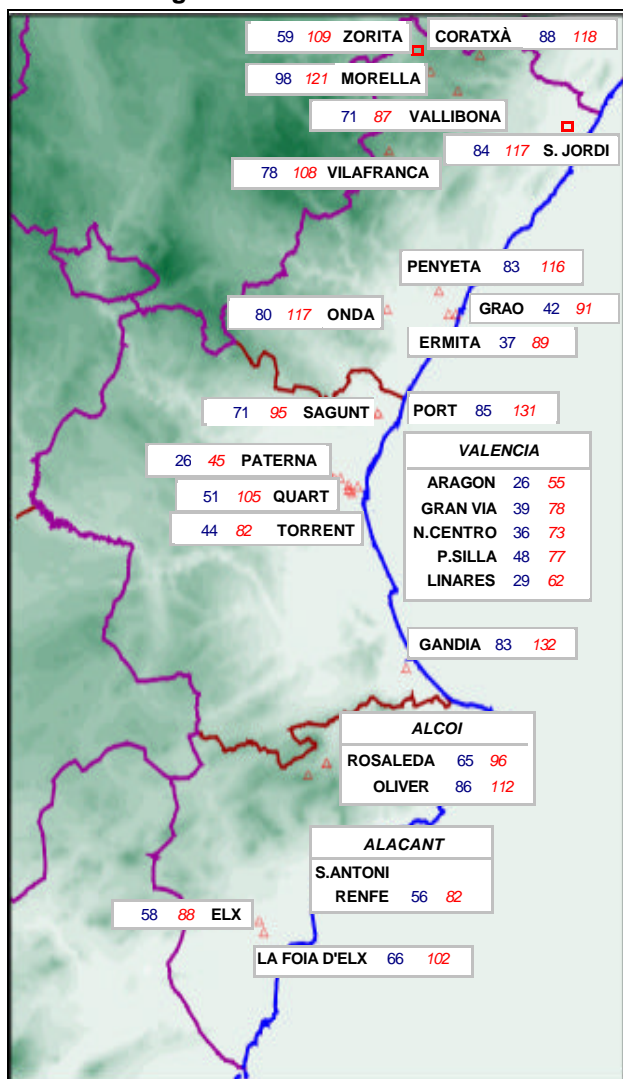 59 109 ZORITA
CORATXÀ 88 118
98 121 MORELLA
71 87 VALLIBONA
84 117 S. JORDI
78 108 VILAFRANCA
PENYETA 83 116
80 117 ONDA
GRAO 42 91
ERMITA 37 89
71 95 SAGUNT
PORT 85 131
VALENCIA
ARAGON 26 55
GRAN VIA 39 78
N.CENTRO 36 73
P.SILLA 48 77
LINARES 29 62
26 45 PATERNA
51 105 QUART
44 82 TORRENT
GANDIA 83 132
ALCOI
ROSALEDA 65 96
OLIVER 86 112
ALACANT
S.ANTONI
RENFE 56 82
58 88 ELX
LA FOIA D'ELX 66 102